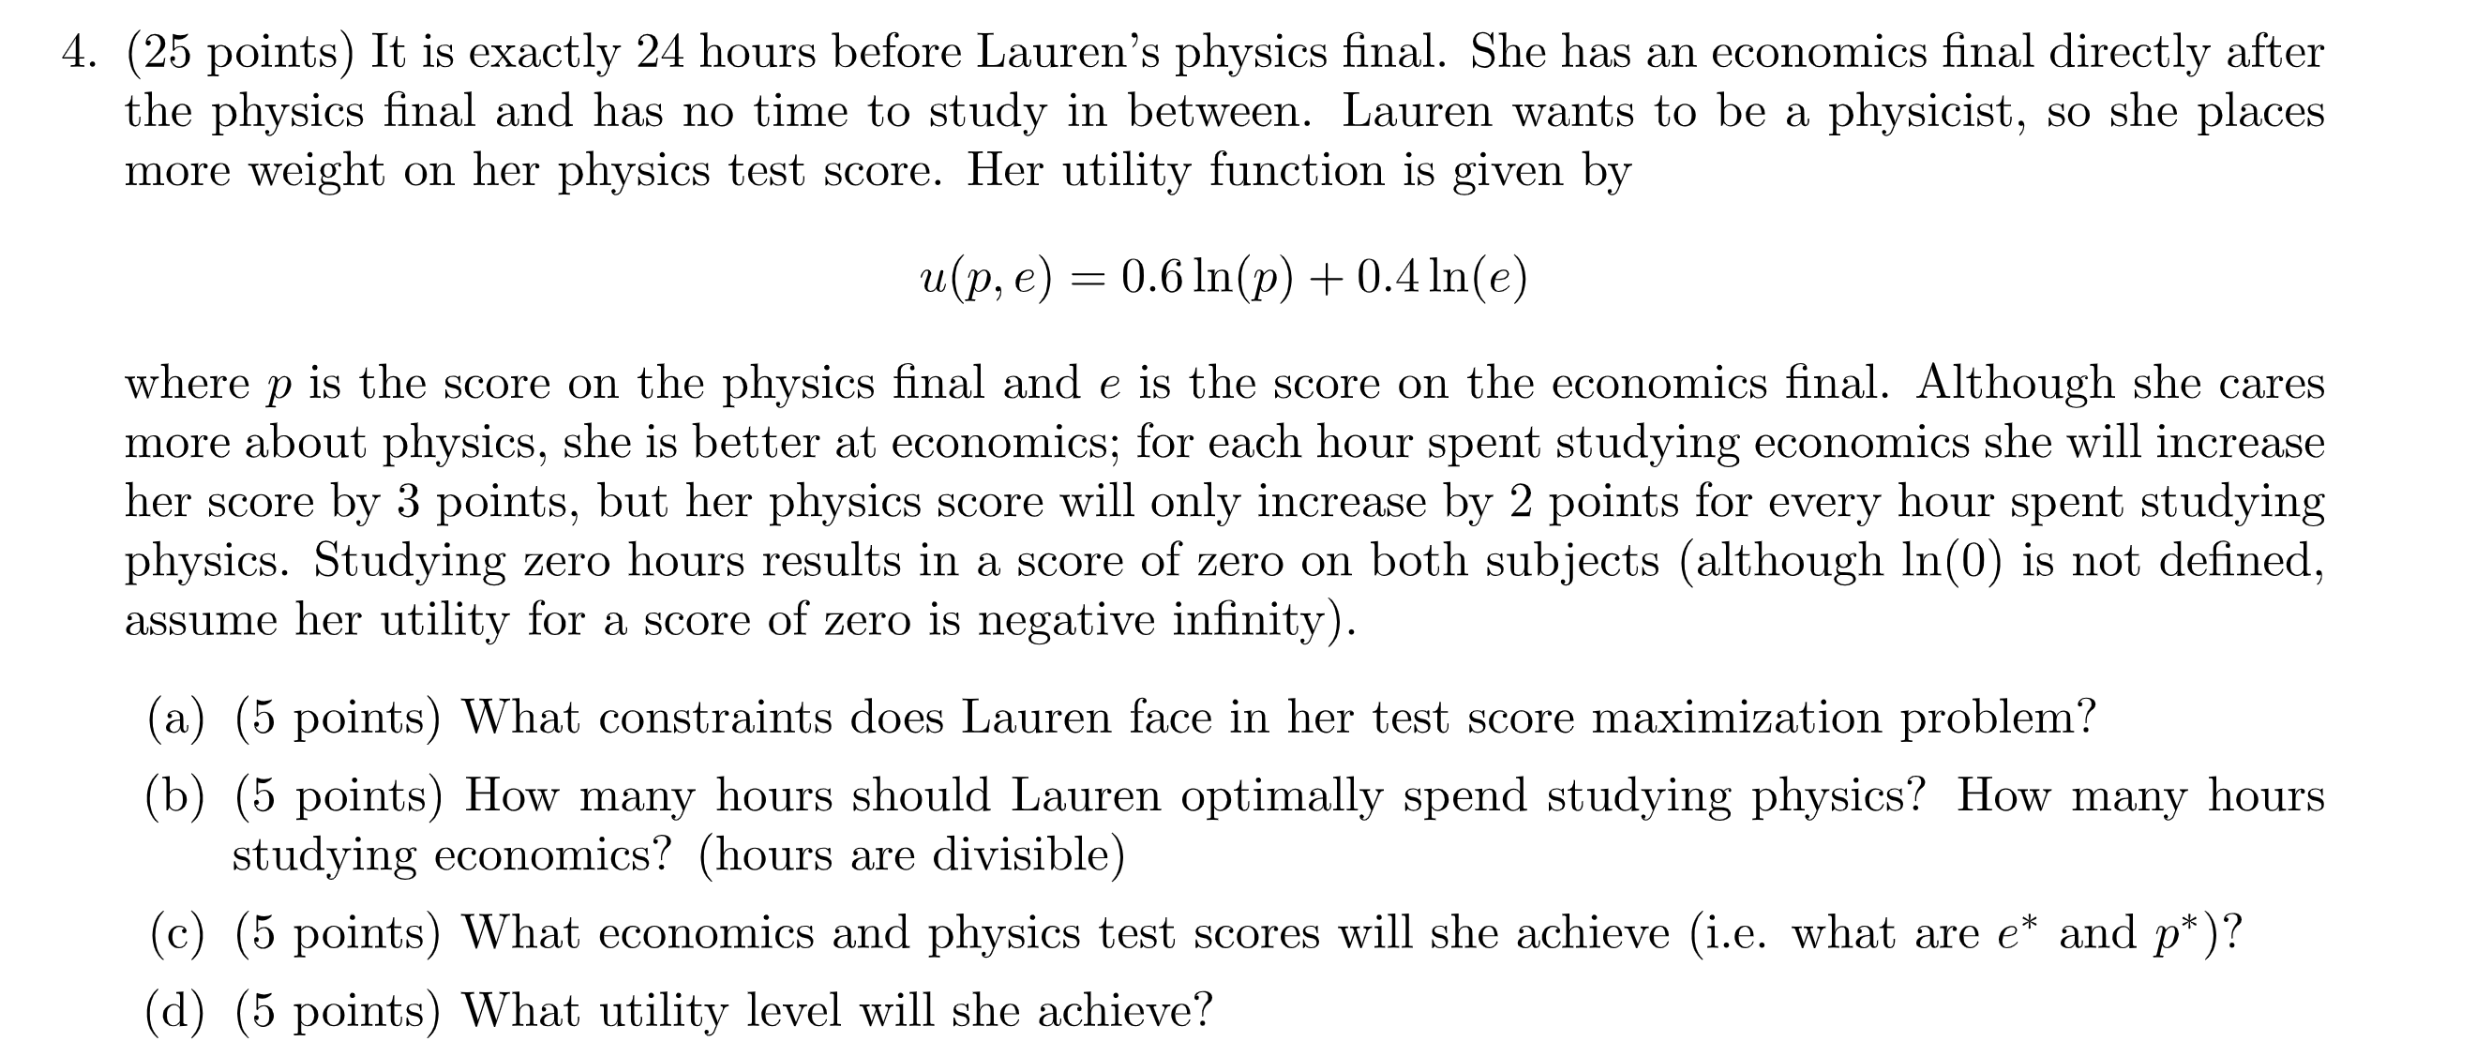 4. (25 points) It is exactly 24 hours before Lauren's physics final. She has an economics final directly after
the physics final and has no time to study in between. Lauren wants to be a physicist, so she places
more weight on her physics test score. Her utility function is given by
u(p, e) = 0.6 ln(p) + 0.4 ln(e)
where p is the score on the physics final and e is the score on the economics final. Although she cares
more about physics, she is better at economics; for each hour spent studying economics she will increase
her score by 3 points, but her physics score will only increase by 2 points for every hour spent studying
physics. Studying zero hours results in a score of zero on both subjects (although ln(0) is not defined,
assume her utility for a score of zero is negative infinity).
(a) (5 points) What constraints does Lauren face in her test score maximization problem?
(b) (5 points) How many hours should Lauren optimally spend studying physics? How many hours
studying economics? (hours are divisible)
(c) (5 points) What economics and physics test scores will she achieve (i.e. what are e* and p*)?
(d) (5 points) What utility level will she achieve?